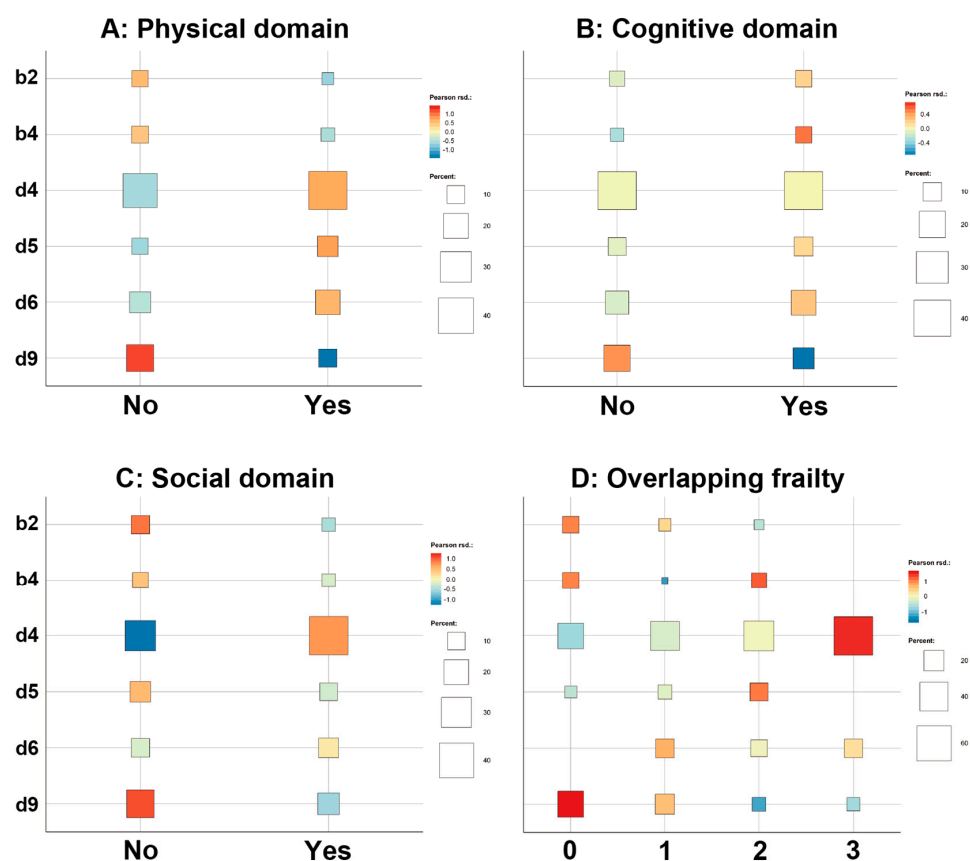 A: Physical domain
b2
b4
d4
d5
d6
d9
No Yes
Pearson rsd.:
1.0
0.5
0.0
-0.5
-1.0
Percent:
10
20
30
40
B: Cognitive domain
No Yes
Pearson rsd.:
0.4
0.0
-0.4
Percent:
10
20
30
40
C: Social domain
b2
b4
d4
d5
d6
d9
No Yes
Pearson rsd.:
1.0
0.5
0.0
-0.5
-1.0
Percent:
10
20
30
40
D: Overlapping frailty
0 1 2 3
Pearson rsd.:
1
0
-1
Percent:
20
40
60